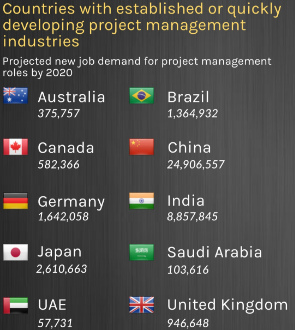 Countries with established or quickly
developing project management
industries
Projected new job demand for project management
roles by 2020
Australia
375,757
Brazil
1,364,932
Canada
582,366
China
24,906,557
Germany
1,642,058
India
8,857,845
Japan
2,610,663
Saudi Arabia
103,616
UAE
57,731
United Kingdom
946,648